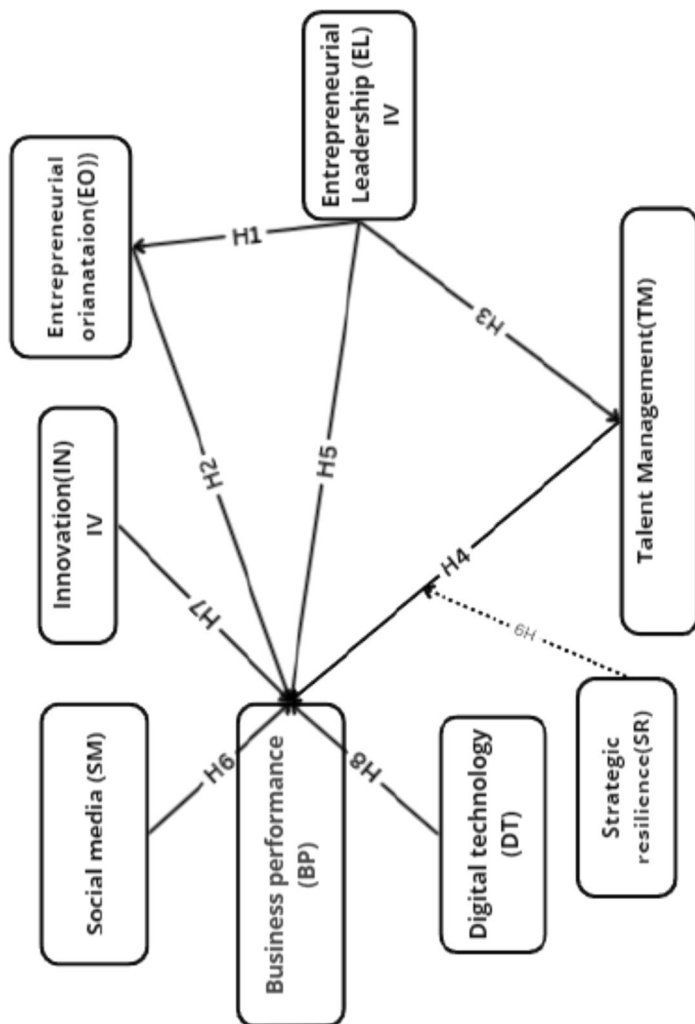 Social media (SM)
Innovation(IN)
IV
Entrepreneurial
orianataion(EO))
H6
H7
H2
H1
Business performance
(BP)
H5
Entrepreneurial
Leadership (EL)
IV
H8
H4
H3
Digital technology
(DT)
H9
Strategic
resilience(SR)
Talent Management(TM)